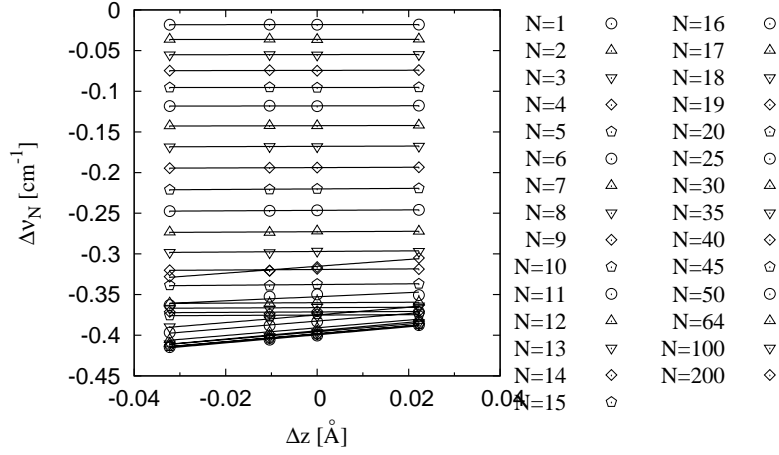 0
-0.05
-0.1
-0.15
-0.2
-0.25
-0.3
-0.35
-0.4
-0.45
-0.04
-0.02
0
0.02
0.04
Δν_N [cm⁻¹]
Δz [Å]
N=1
N=2
N=3
N=4
N=5
N=6
N=7
N=8
N=9
N=10
N=11
N=12
N=13
N=14
N=15
N=16
N=17
N=18
N=19
N=20
N=25
N=30
N=35
N=40
N=45
N=50
N=64
N=100
N=200